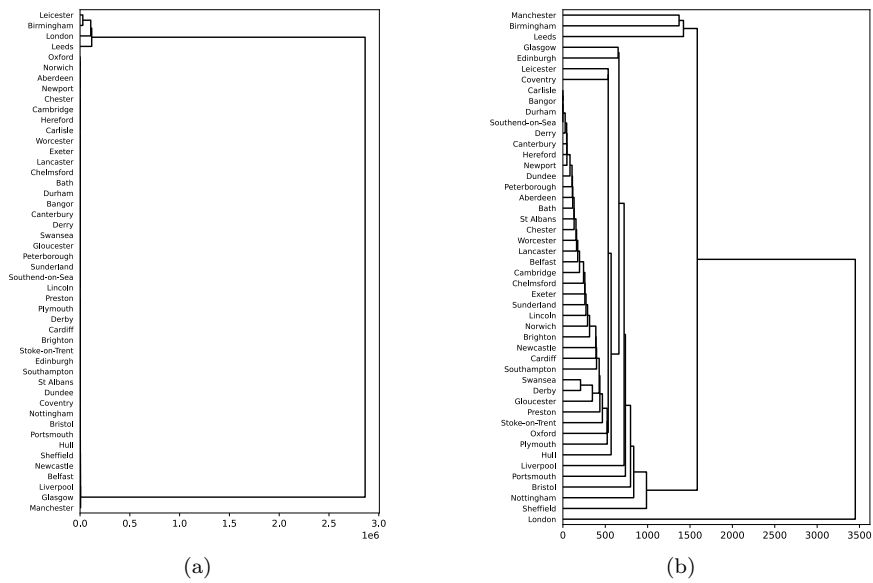 Leicester
Birmingham
London
Leeds
Oxford
Norwich
Aberdeen
Newport
Chester
Cambridge
Hereford
Carlisle
Worcester
Exeter
Lancaster
Chelmsford
Bath
Durham
Bangor
Canterbury
Derry
Swansea
Gloucester
Peterborough
Sunderland
Southend-on-Sea
Lincoln
Preston
Plymouth
Derby
Cardiff
Brighton
Stoke-on-Trent
Edinburgh
Southampton
St Albans
Dundee
Coventry
Nottingham
Bristol
Portsmouth
Hull
Sheffield
Newcastle
Belfast
Liverpool
Glasgow
Manchester
0.0 0.5 1.0 1.5 2.0 2.5 3.0
1e6
(a)
Manchester
Birmingham
Leeds
Glasgow
Edinburgh
Leicester
Coventry
Carlisle
Bangor
Durham
Southend-on-Sea
Derry
Canterbury
Hereford
Newport
Dundee
Peterborough
Aberdeen
Bath
St Albans
Chester
Worcester
Lancaster
Belfast
Cambridge
Chelmsford
Exeter
Sunderland
Lincoln
Norwich
Brighton
Newcastle
Cardiff
Southampton
Swansea
Derby
Gloucester
Preston
Stoke-on-Trent
Oxford
Plymouth
Hull
Liverpool
Portsmouth
Bristol
Nottingham
Sheffield
London
0 500 1000 1500 2000 2500 3000 3500
(b)